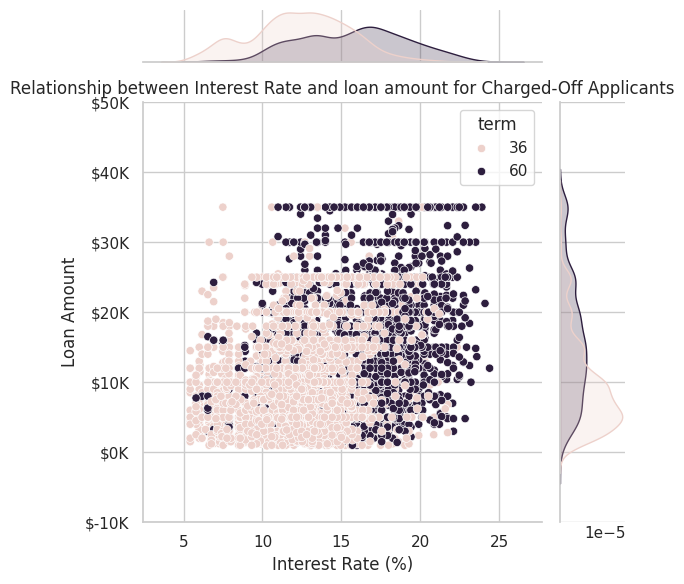 Relationship between Interest Rate and loan amount for Charged-Off Applicants
$50K
term
36
60
$40K
$30K
$20K
$10K
$0K
$-10K
Loan Amount
5
10
15
20
25
Interest Rate (%)
1e−5